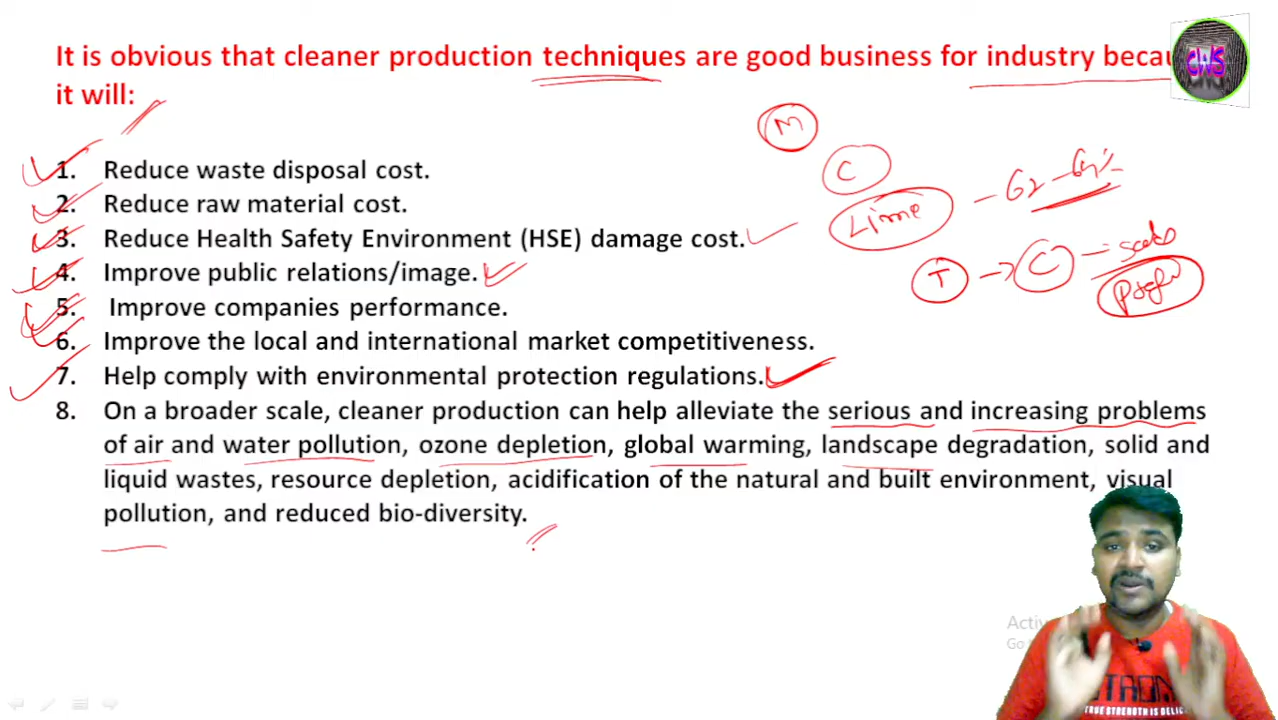 It is obvious that cleaner production techniques are good business for industry
it will:
CWS
1. Reduce waste disposal cost.
2. Reduce raw material cost.
3. Reduce Health Safety Environment (HSE) damage cost.
4. Improve public relations/image.
5. Improve companies performance.
6. Improve the local and international market competitiveness.
7. Help comply with environmental protection regulations.
8. On a broader scale, cleaner production can help alleviate the serious and increasing problems
of air and water pollution, ozone depletion, global warming, landscape degradation, solid and
liquid wastes, resource depletion, acidification of the natural and built environment, visual
pollution, and reduced bio-diversity.
M
C
Lime
T
C
TRUE STRENGTH IS